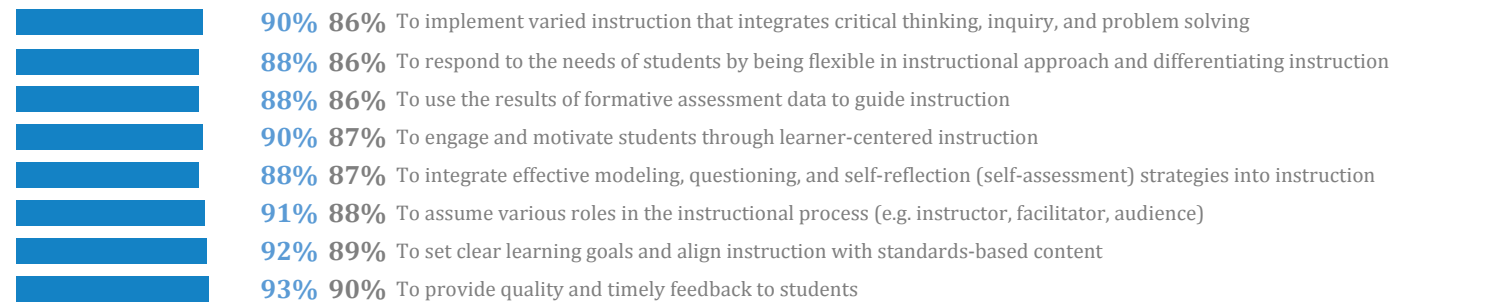 90% 86% To implement varied instruction that integrates critical thinking, inquiry, and problem solving
88% 86% To respond to the needs of students by being flexible in instructional approach and differentiating instruction
88% 86% To use the results of formative assessment data to guide instruction
90% 87% To engage and motivate students through learner-centered instruction
88% 87% To integrate effective modeling, questioning, and self-reflection (self-assessment) strategies into instruction
91% 88% To assume various roles in the instructional process (e.g. instructor, facilitator, audience)
92% 89% To set clear learning goals and align instruction with standards-based content
93% 90% To provide quality and timely feedback to students